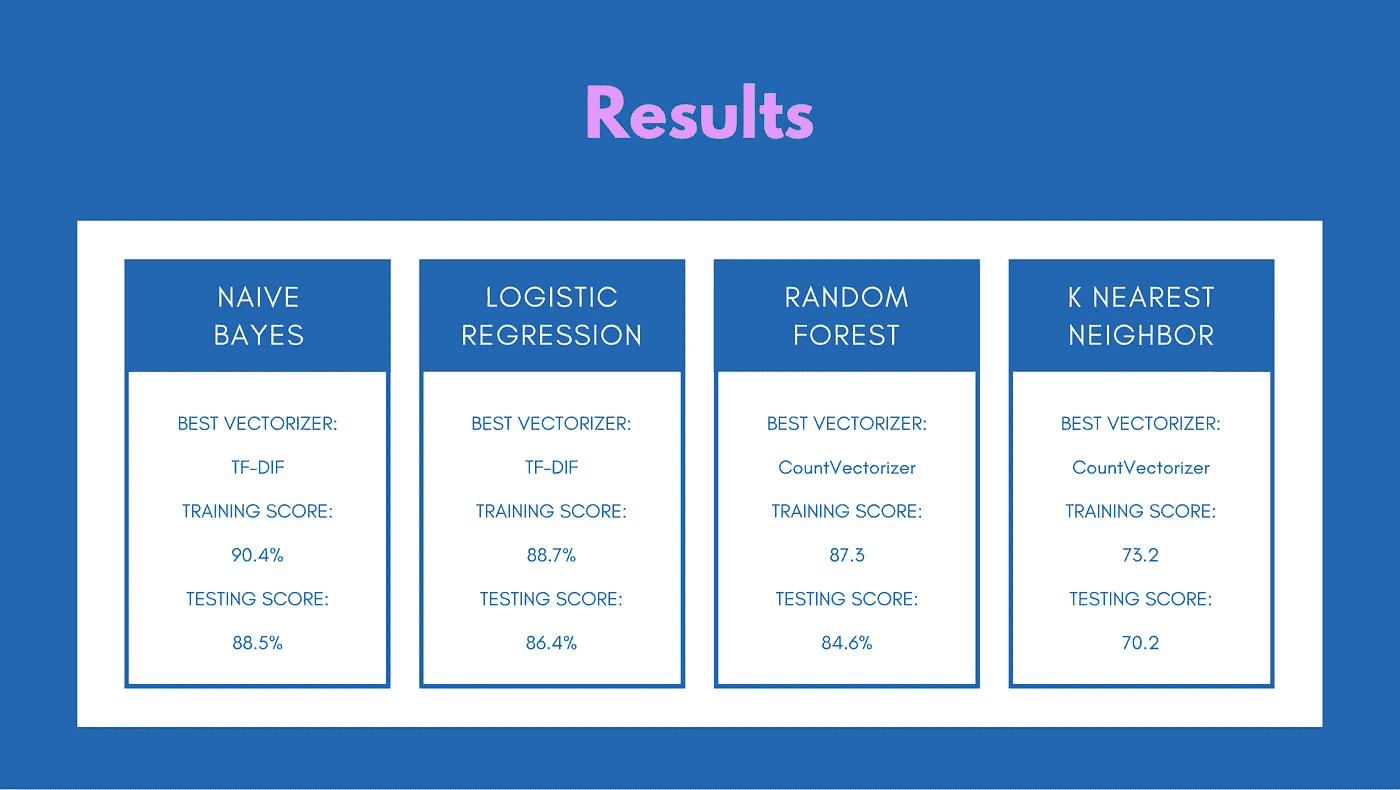 Results
NAIVE
BAYES
BEST VECTORIZER:
TF-DIF
TRAINING SCORE:
90.4%
TESTING SCORE:
88.5%
LOGISTIC
REGRESSION
BEST VECTORIZER:
TF-DIF
TRAINING SCORE:
88.7%
TESTING SCORE:
86.4%
RANDOM
FOREST
BEST VECTORIZER:
CountVectorizer
TRAINING SCORE:
87.3
TESTING SCORE:
84.6%
K NEAREST
NEIGHBOR
BEST VECTORIZER:
CountVectorizer
TRAINING SCORE:
73.2
TESTING SCORE:
70.2